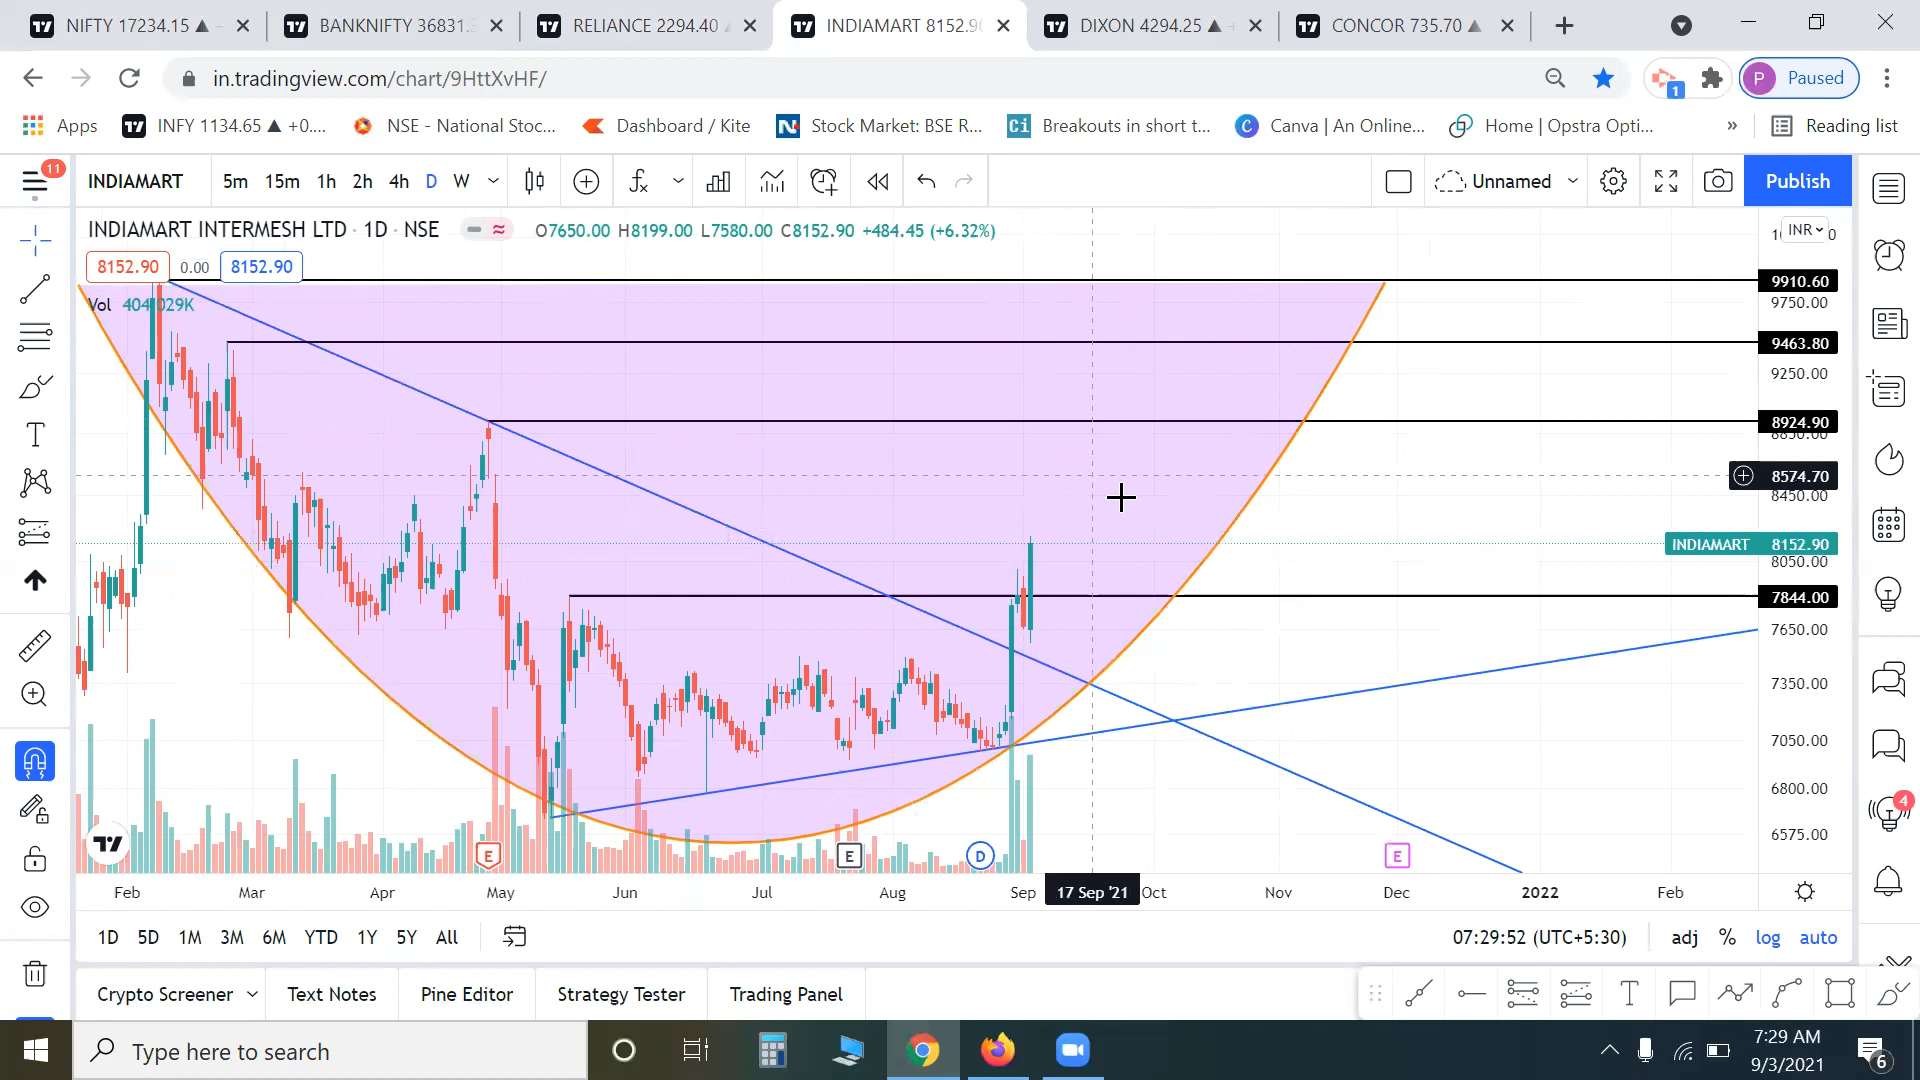 NIFTY 17234.15 ▲
BANKNIFTY 36831.
RELIANCE 2294.40
INDIAMART 8152.9
DIXON 4294.25 ▲
CONCOR 735.70 ▲
in.tradingview.com/chart/9HttXvHF/
1
P Paused
Apps
INFY 1134.65 ▲ +0....
NSE - National Stoc...
Dashboard / Kite
Stock Market: BSE R...
Breakouts in short t...
Canva | An Online...
Home | Opstra Opti...
»
Reading list
11
INDIAMART 5m 15m 1h 2h 4h D W
Unnamed
Publish
INDIAMART INTERMESH LTD · 1D · NSE
O7650.00 H8199.00 L7580.00 C8152.90 +484.45 (+6.32%)
INR
8152.90 0.00 8152.90
9910.60
Vol
9750.00
9463.80
9250.00
8924.90
8850.00
8574.70
8450.00
INDIAMART 8152.90
8050.00
7844.00
7650.00
7350.00
7050.00
6800.00
6575.00
4
E E D E
Feb Mar Apr May Jun Jul Aug Sep 17 Sep '21 Oct Nov Dec 2022 Feb
1D 5D 1M 3M 6M YTD 1Y 5Y All
07:29:52 (UTC+5:30) adj % log auto
Crypto Screener Text Notes Pine Editor Strategy Tester Trading Panel
Type here to search
7:29 AM
9/3/2021
6